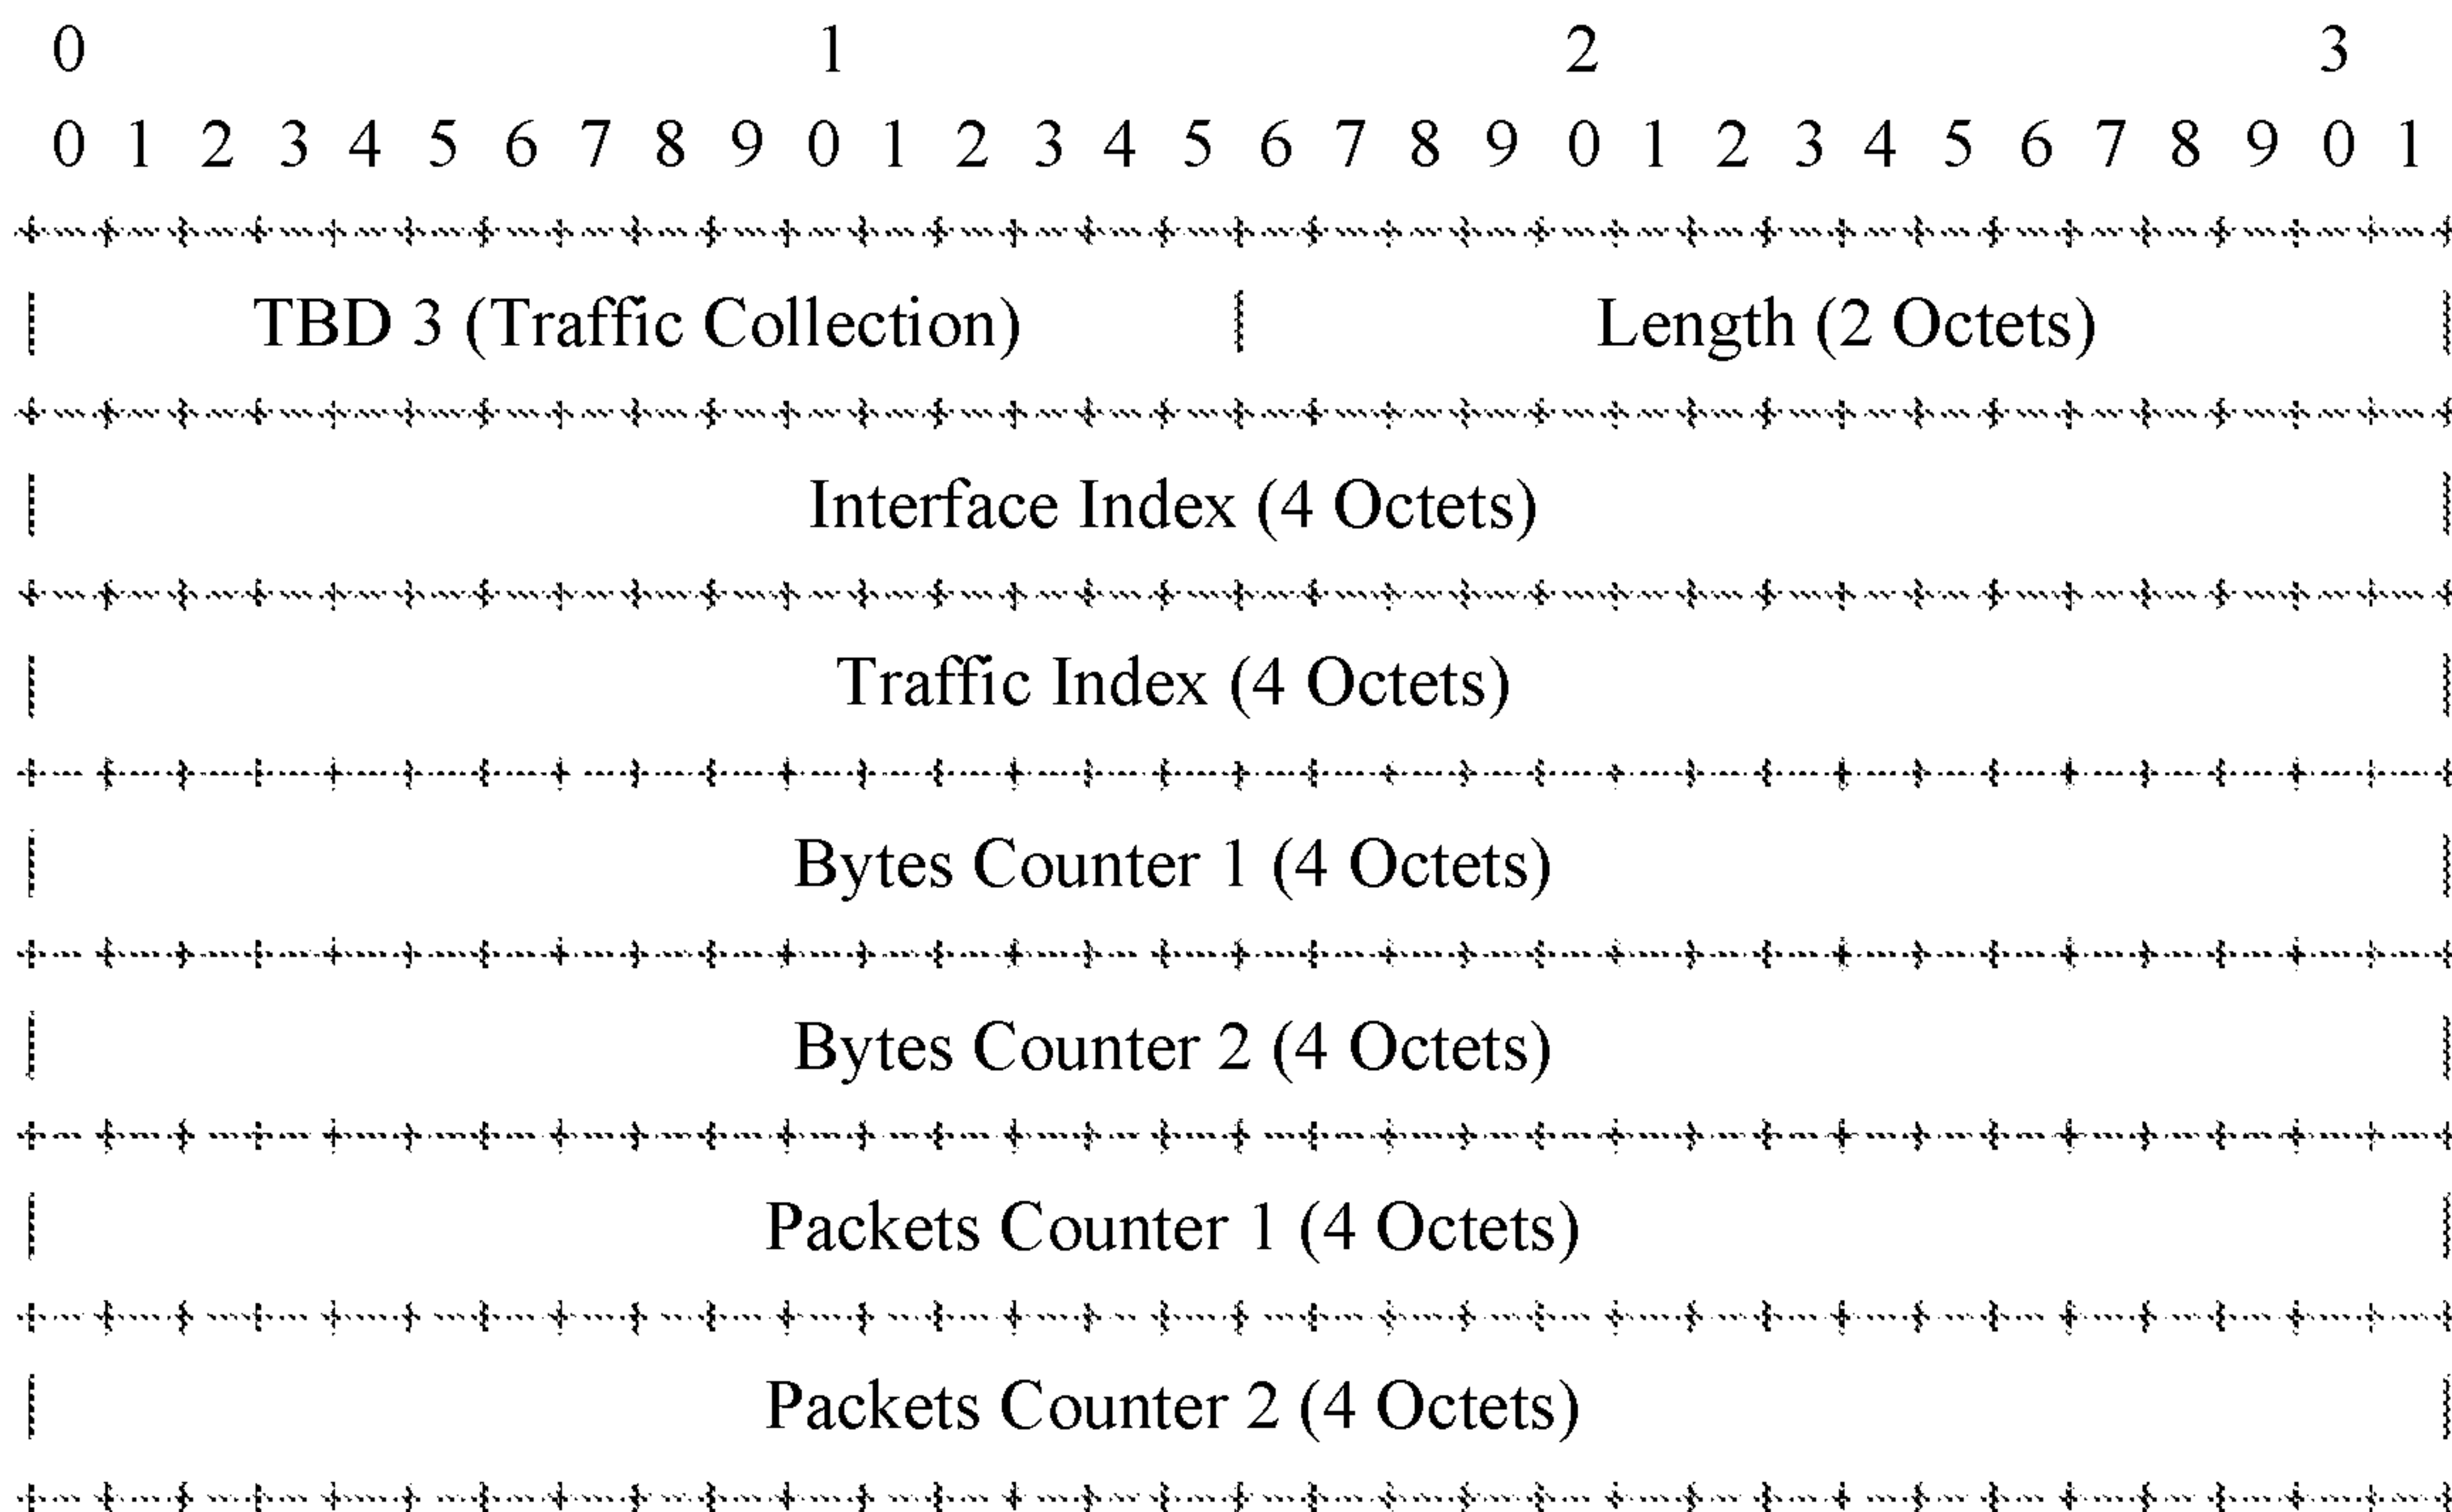 0 1 2 3
0 1 2 3 4 5 6 7 8 9 0 1 2 3 4 5 6 7 8 9 0 1 2 3 4 5 6 7 8 9 0 1
TBD 3 (Traffic Collection) Length (2 Octets)
Interface Index (4 Octets)
Traffic Index (4 Octets)
Bytes Counter 1 (4 Octets)
Bytes Counter 2 (4 Octets)
Packets Counter 1 (4 Octets)
Packets Counter 2 (4 Octets)